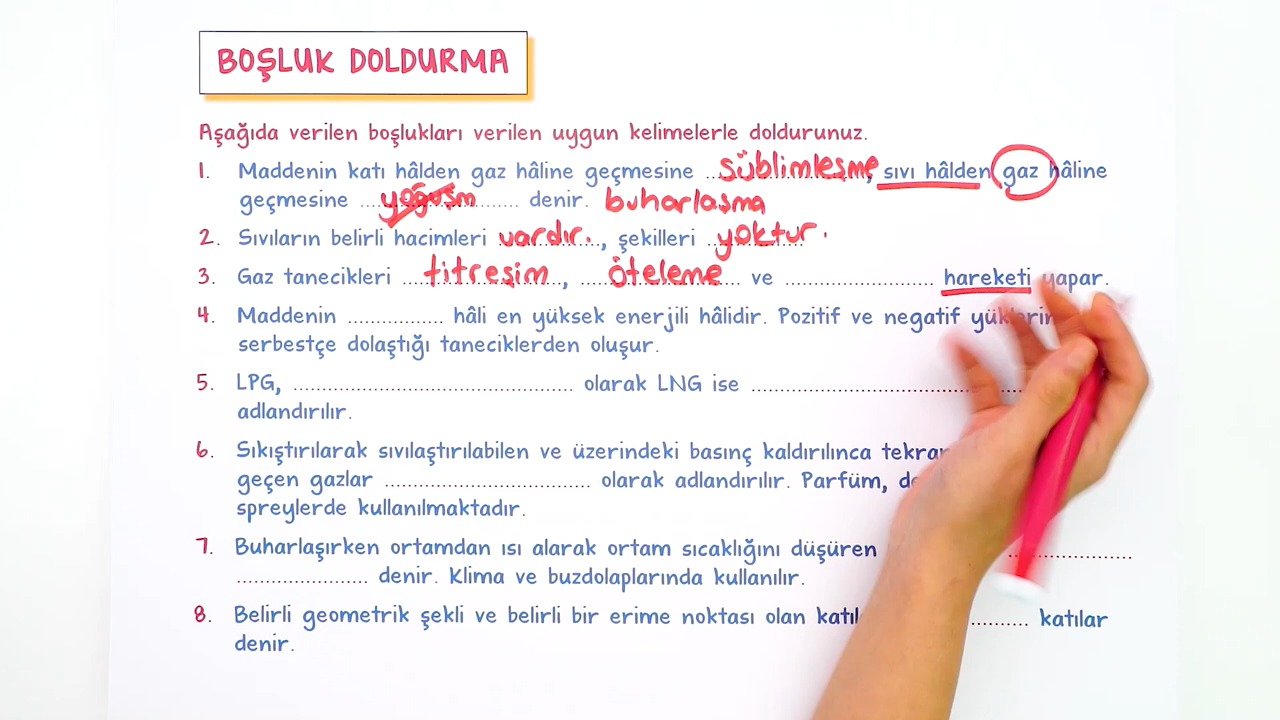 BOŞLUK DOLDURMA
Aşağıda verilen boşlukları verilen uygun kelimelerle doldurunuz.
1. Maddenin katı hâlden gaz hâline geçmesine süblimleşme, sıvı hâlden gaz hâline
geçmesine yoğuşm denir. buharlaşma
2. Sıvıların belirli hacimleri vardır., şekilleri yoktur.
3. Gaz tanecikleri titreşim, öteleme ve .................... hareketi yapar.
4. Maddenin .................... hâli en yüksek enerjili hâlidir. Pozitif ve negatif
serbestçe dolaştığı taneciklerden oluşur.
5. LPG, .................... olarak LNG ise ....................
adlandırılır.
6. Sıkıştırılarak sıvılaştırılabilen ve üzerindeki basınç kaldırılınca
geçen gazlar .................... olarak adlandırılır. Parfüm,
spreylerde kullanılmaktadır.
7. Buharlaşırken ortamdan ısı alarak ortam sıcaklığını düşüren ....................
.................... denir. Klima ve buzdolaplarında kullanılır.
8. Belirli geometrik şekli ve belirli bir erime noktası olan .................... katılar
denir.